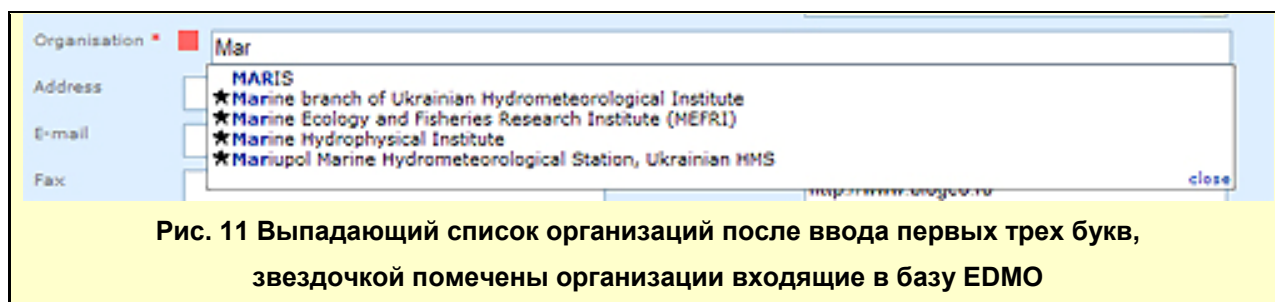 Organisation *
Mar
MARIS
Address
★Marine branch of Ukrainian Hydrometeorological Institute
★Marine Ecology and Fisheries Research Institute (MEFRI)
E-mail
★Marine Hydrophysical Institute
★Mariupol Marine Hydrometeorological Station, Ukrainian HMS
Fax
close
Рис. 11 Выпадающий список организаций после ввода первых трех букв,
звездочкой помечены организации входящие в базу EDMO